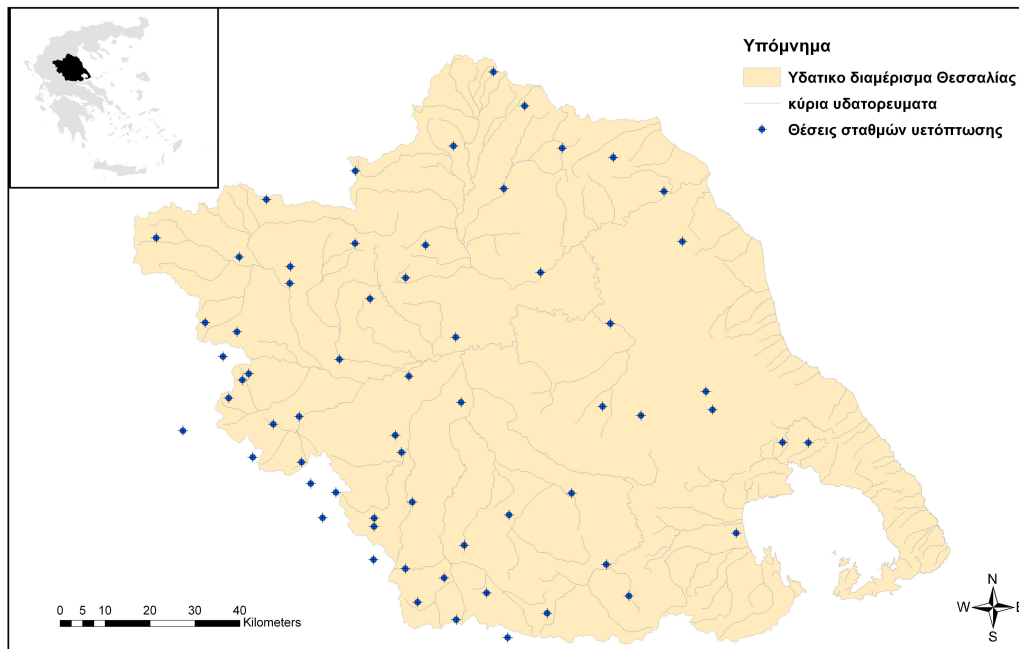 Υπόμνημα
Υδατικο διαμέρισμα Θεσσαλίας
κύρια υδατορευματα
Θέσεις σταθμών υετόπτωσης
N
W E
S
0 5 10 20 30 40
Kilometers